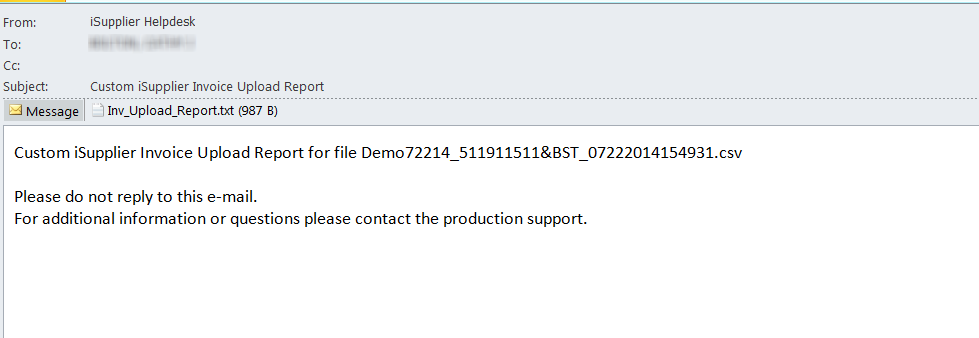 From: iSupplier Helpdesk
To:
Cc:
Subject: Custom iSupplier Invoice Upload Report
Message Inv_Upload_Report.txt (987 B)
Custom iSupplier Invoice Upload Report for file Demo72214_511911511&BST_07222014154931.csv
Please do not reply to this e-mail.
For additional information or questions please contact the production support.